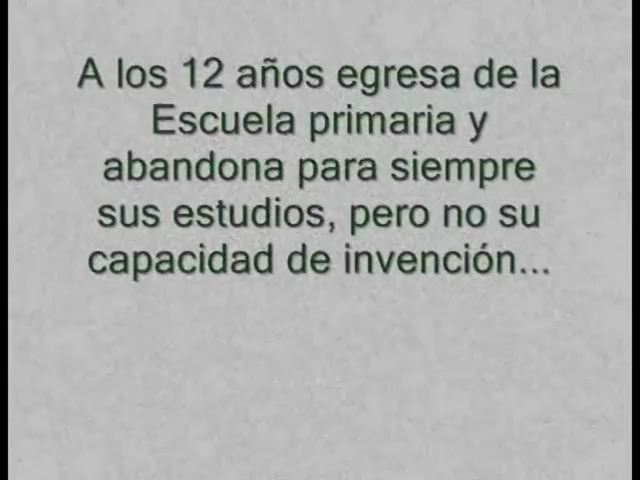 A los 12 años egresa de la
Escuela primaria y
abandona para siempre
sus estudios, pero no su
capacidad de invención...